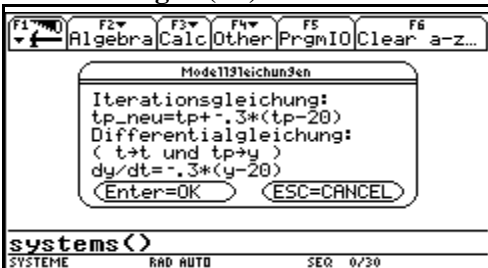 F1 F2 F3 F4 F5 F6
Algebra Calc Other PrgmIO Clear a-z…
Modellgleichungen
Iterationsgleichung:
tp_neu=tp+-.3*(tp-20)
Differentialgleichung:
( t→t und tp→y )
dy/dt=-.3*(y-20)
Enter=OK ESC=CANCEL
systems()
SYSTEME RAD AUTO SEQ 0/30